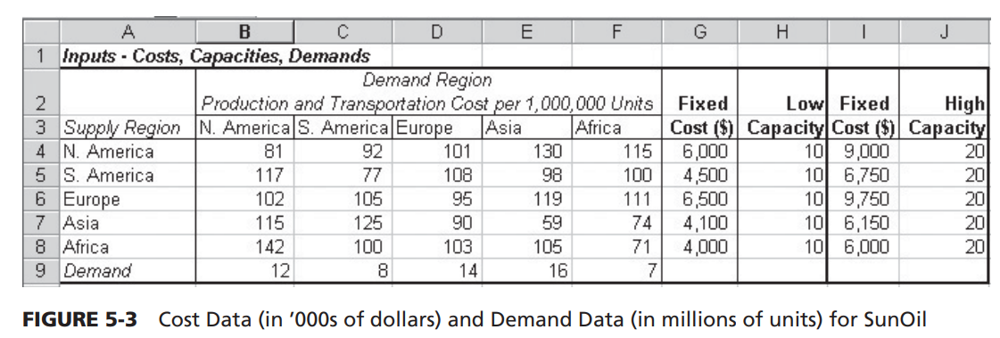 A B C D E F G H I J
1 Inputs - Costs, Capacities, Demands
Demand Region
2 Production and Transportation Cost per 1,000,000 Units Fixed Low Fixed High
3 Supply Region N. America S. America Europe Asia Africa Cost ($) Capacity Cost ($) Capacity
4 N. America 81 92 101 130 115 6,000 10 9,000 20
5 S. America 117 77 108 98 100 4,500 10 6,750 20
6 Europe 102 105 95 119 111 6,500 10 9,750 20
7 Asia 115 125 90 59 74 4,100 10 6,150 20
8 Africa 142 100 103 105 71 4,000 10 6,000 20
9 Demand 12 8 14 16 7
FIGURE 5-3 Cost Data (in ’000s of dollars) and Demand Data (in millions of units) for SunOil